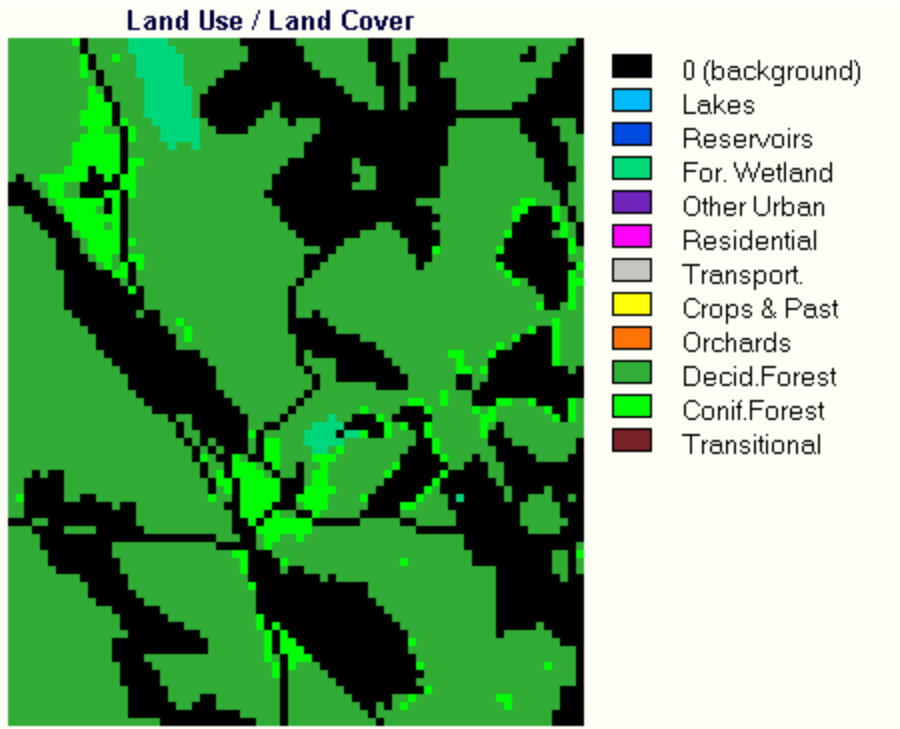 Land Use / Land Cover
0 (background)
Lakes
Reservoirs
For. Wetland
Other Urban
Residential
Transport.
Crops & Past
Orchards
Decid.Forest
Conif.Forest
Transitional